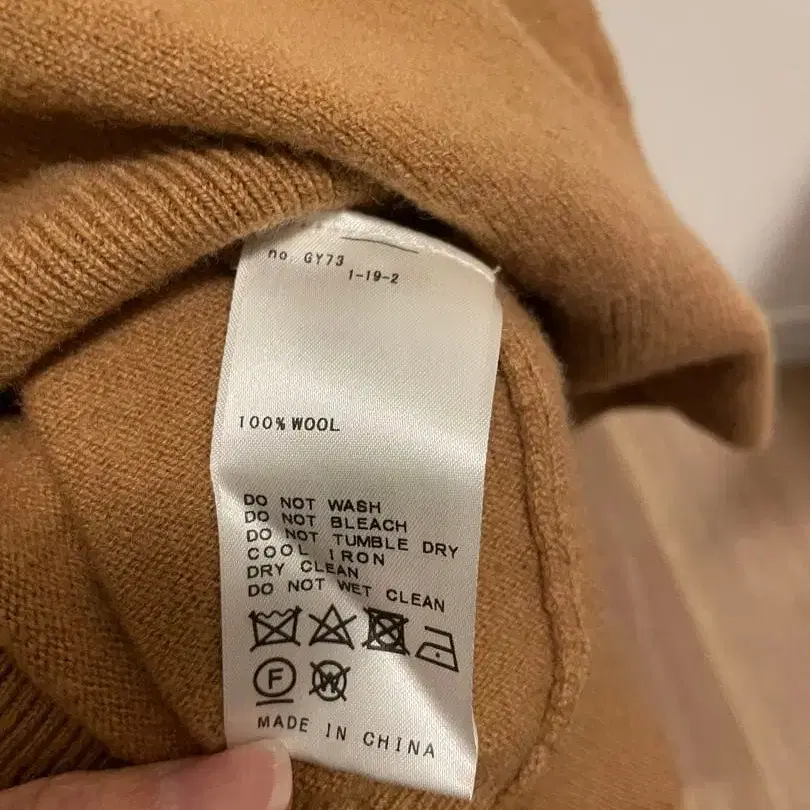 no. GY73
1-19-2
100% WOOL
DO NOT WASH
DO NOT BLEACH
DO NOT TUMBLE DRY
COOL IRON
DRY CLEAN
DO NOT WET CLEAN
F W
MADE IN CHINA